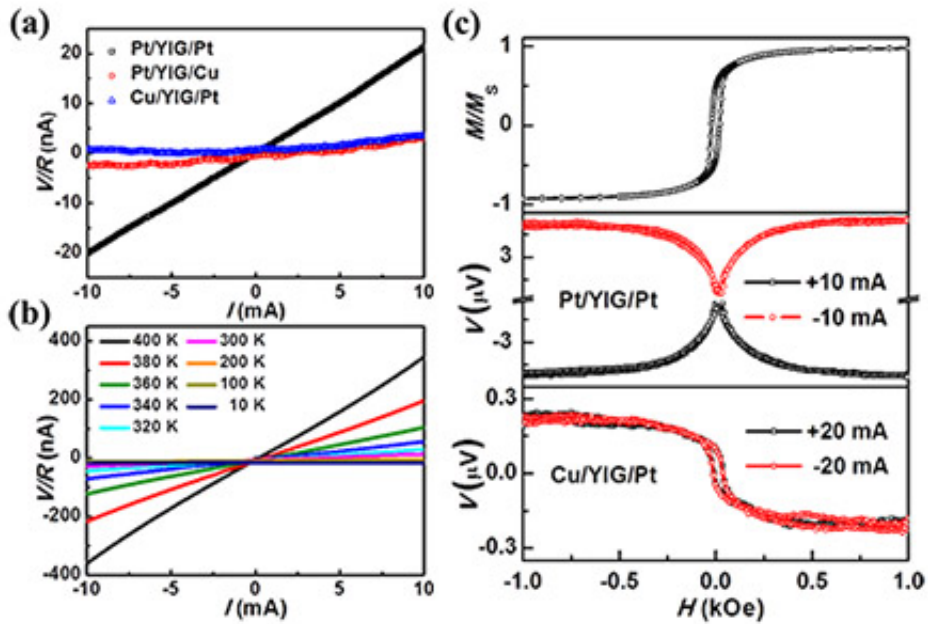 (a)
20
10
0
-10
-20
V/R (nA)
Pt/YIG/Pt
Pt/YIG/Cu
Cu/YIG/Pt
-10 -5 0 5 10
I (mA)
(b)
400
200
0
-200
-400
V/R (nA)
400 K 300 K
380 K 200 K
360 K 100 K
340 K 10 K
320 K
-10 -5 0 5 10
I (mA)
(c)
1
0
-1
M/MS
3
-3
V (μV)
Pt/YIG/Pt
+10 mA
-10 mA
0.3
0.0
-0.3
V (μV)
Cu/YIG/Pt
+20 mA
-20 mA
-1.0 -0.5 0.0 0.5 1.0
H (kOe)